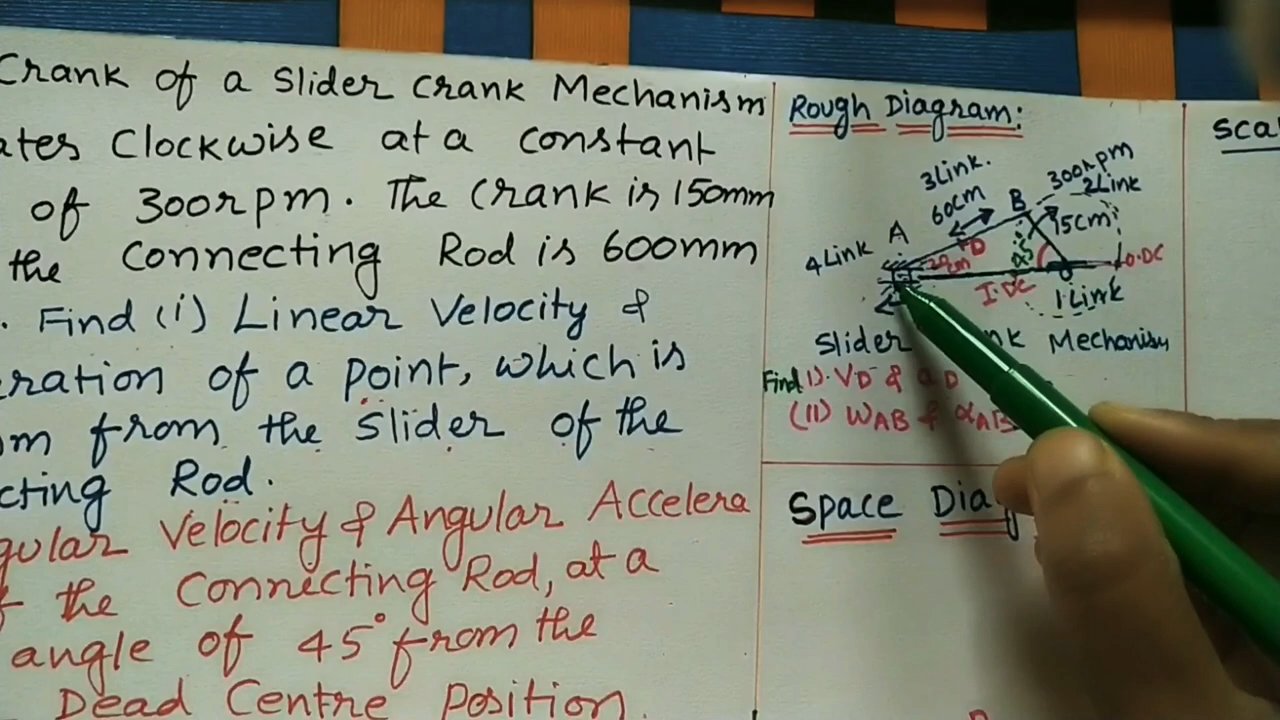 Crank of a Slider Crank Mechanism
ates Clockwise at a constant
of 300rpm. The Crank is 150mm
the Connecting Rod is 600mm
. Find (i) Linear Velocity &
eration of a point, which is
m from the slider of the
cting Rod.
gular Velocity & Angular Accelera
the Connecting Rod, at a
angle of 45° from the
Dead Centre Position.
Rough Diagram:
3Link.
60cm
300rpm
2Link
B
15cm
A
D
4Link
45
O.DC
I.DC
1Link
Slider nk Mechanism
Find i). VD & aD
(ii) WAB & αAB
Space Diag
Sca